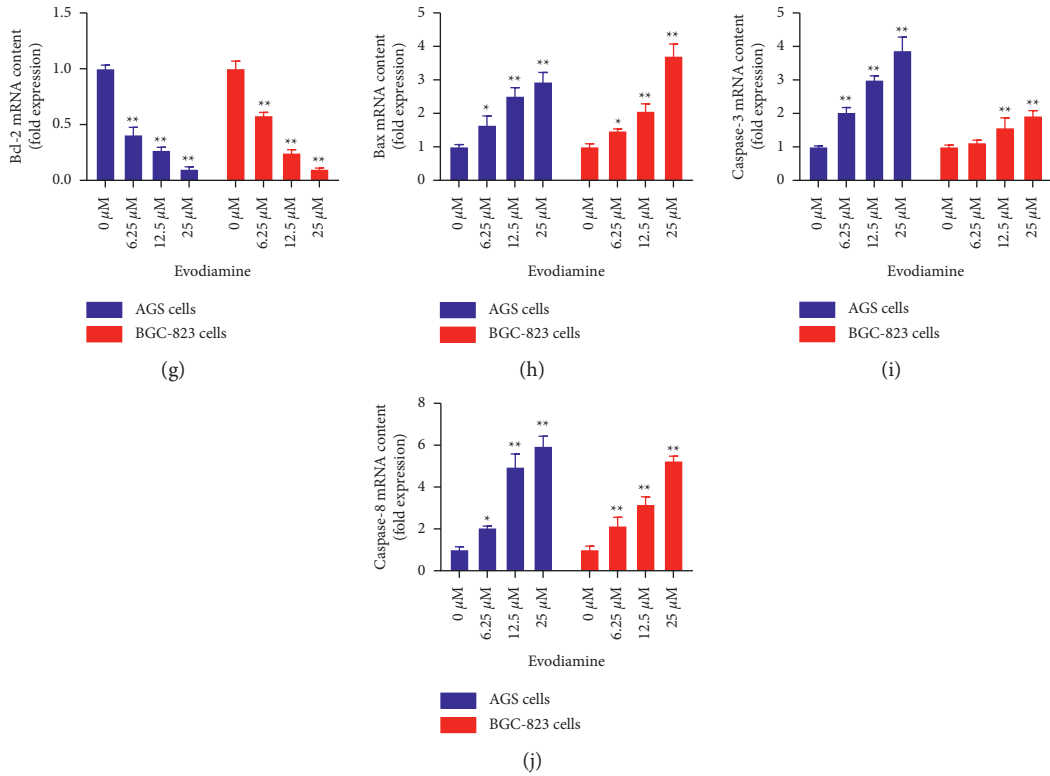 Bcl-2 mRNA content
(fold expression)
1.5
1.0
0.5
0.0
**
**
**
**
**
**
0 µM
6.25 µM
12.5 µM
25 µM
0 µM
6.25 µM
12.5 µM
25 µM
Evodiamine
AGS cells
BGC-823 cells
(g)
Bax mRNA content
(fold expression)
5
4
3
2
1
0
*
**
**
*
**
**
0 µM
6.25 µM
12.5 µM
25 µM
0 µM
6.25 µM
12.5 µM
25 µM
Evodiamine
AGS cells
BGC-823 cells
(h)
Caspase-3 mRNA content
(fold expression)
5
4
3
2
1
0
**
**
**
**
**
0 µM
6.25 µM
12.5 µM
25 µM
0 µM
6.25 µM
12.5 µM
25 µM
Evodiamine
AGS cells
BGC-823 cells
(i)
Caspase-8 mRNA content
(fold expression)
8
6
4
2
0
*
**
**
**
**
**
0 µM
6.25 µM
12.5 µM
25 µM
0 µM
6.25 µM
12.5 µM
25 µM
Evodiamine
AGS cells
BGC-823 cells
(j)